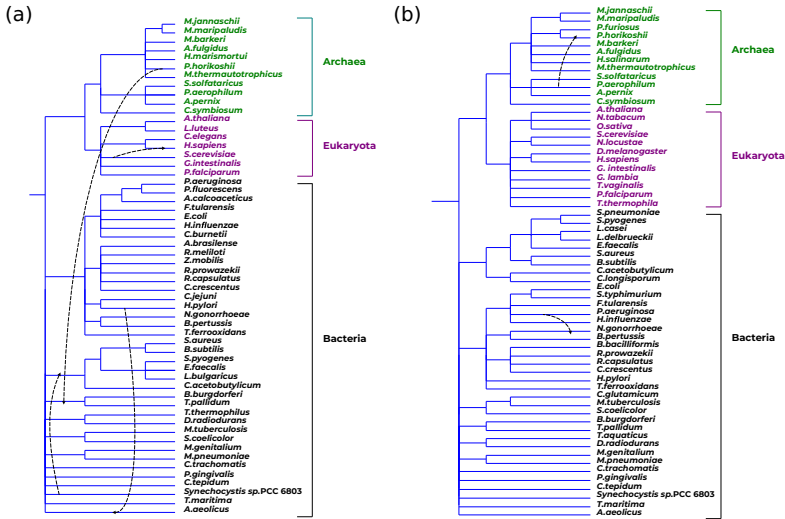 (a)
M.jannaschii
M.maripaludis
M.barkeri
A.fulgidus
H.marismortui
P.horikoshii
M.thermautotrophicus
S.solfataricus
P.aerophilum
A.pernix
C.symbiosum
Archaea
A.thaliana
L.luteus
C.elegans
H.sapiens
S.cerevisiae
G.intestinalis
P.falciparum
Eukaryota
P.aeruginosa
P.fluorescens
A.calcoaceticus
F.tularensis
E.coli
H.influenzae
C.burnetii
A.brasilense
R.meliloti
Z.mobilis
R.prowazekii
R.capsulatus
C.crescentus
C.jejuni
H.pylori
N.gonorrhoeae
B.pertussis
T.ferrooxidans
S.aureus
B.subtilis
S.pyogenes
E.faecalis
L.bulgaricus
C.acetobutylicum
B.burgdorferi
T.pallidum
T.thermophilus
D.radiodurans
M.tuberculosis
S.coelicolor
M.genitalium
M.pneumoniae
C.trachomatis
P.gingivalis
C.tepidum
Synechocystis sp.PCC 6803
T.maritima
A.aeolicus
Bacteria
(b)
M.jannaschii
M.maripaludis
P.furiosus
P.horikoshii
M.barkeri
A.fulgidus
H.salinarum
M.thermautotrophicus
S.solfataricus
P.aerophilum
A.pernix
C.symbiosum
Archaea
A.thaliana
N.tabacum
O.sativa
S.cerevisiae
N.locustae
D.melanogaster
H.sapiens
G. intestinalis
G. lambia
T.vaginalis
P.falciparum
T.thermophila
Eukaryota
S.pneumoniae
S.pyogenes
L.casei
L.delbrueckii
E.faecalis
S.aureus
B.subtilis
C.acetobutylicum
C.longisporum
E.coli
S.typhimurium
F.tularensis
P.aeruginosa
H.influenzae
N.gonorrhoeae
B.pertussis
B.bacilliformis
R.prowazekii
R.capsulatus
C.crescentus
H.pylori
T.ferrooxidans
C.glutamicum
M.tuberculosis
S.coelicolor
B.burgdorferi
T.pallidum
T.aquaticus
D.radiodurans
M.genitalium
M.pneumoniae
C.trachomatis
P.gingivalis
C.tepidum
Synechocystis sp.PCC 6803
T.maritima
A.aeolicus
Bacteria